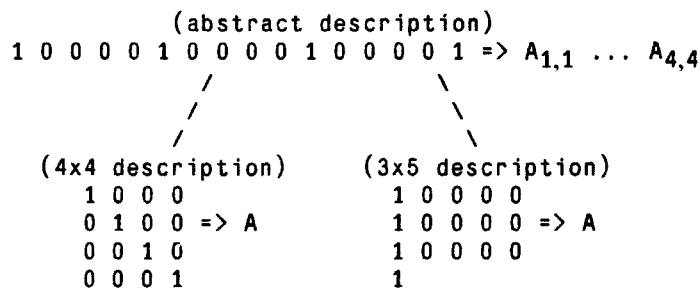 (abstract description)
1 0 0 0 0 1 0 0 0 0 1 0 0 0 0 1 => A1,1 ... A4,4
/ \
/ \
/ \
(4x4 description) (3x5 description)
1 0 0 0 1 0 0 0 0
0 1 0 0 => A 1 0 0 0 0 => A
0 0 1 0 1 0 0 0 0
0 0 0 1 1